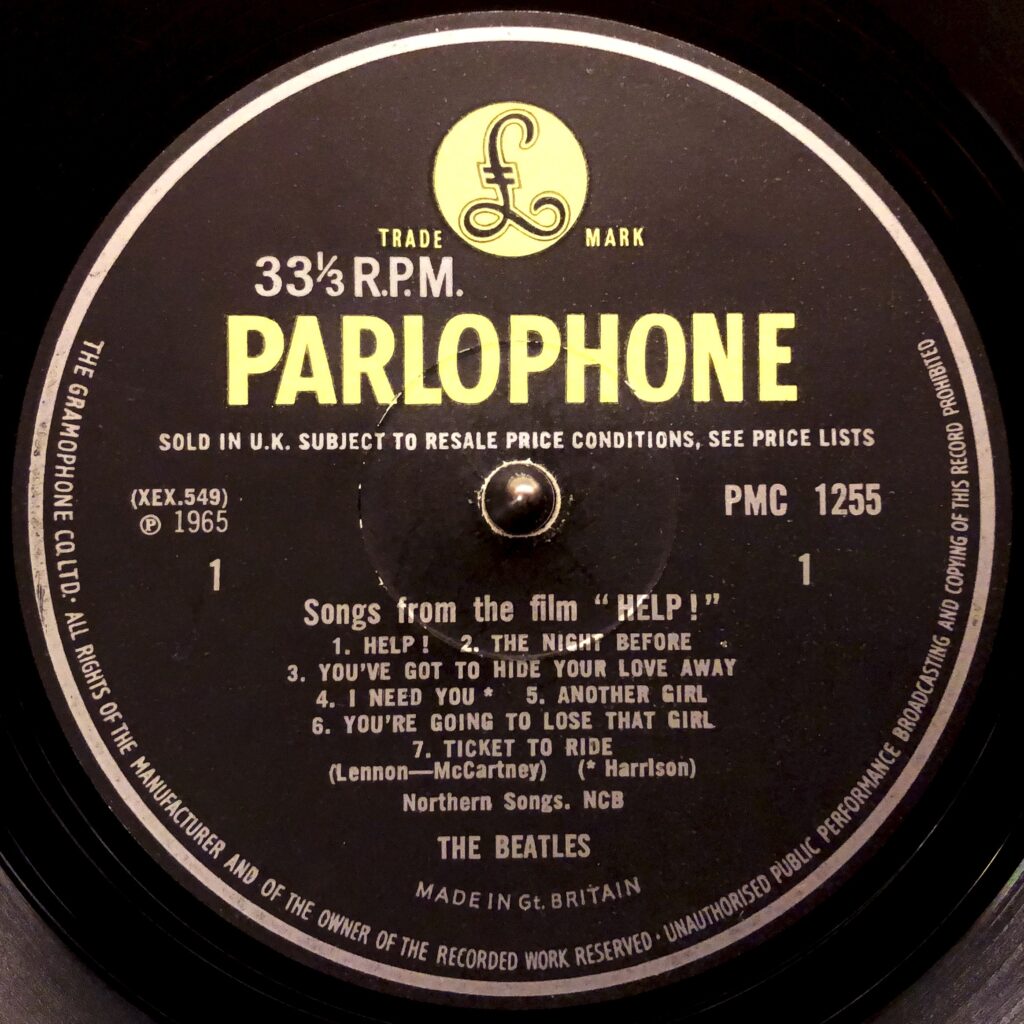 £
TRADE MARK
33⅓ R.P.M.
PARLOPHONE
SOLD IN U.K. SUBJECT TO RESALE PRICE CONDITIONS, SEE PRICE LISTS
(XEX.549)
℗ 1965
PMC 1255
1
1
Songs from the film "HELP!"
1. HELP! 2. THE NIGHT BEFORE
3. YOU'VE GOT TO HIDE YOUR LOVE AWAY
4. I NEED YOU * 5. ANOTHER GIRL
6. YOU'RE GOING TO LOSE THAT GIRL
7. TICKET TO RIDE
(Lennon—McCartney) (* Harrison)
Northern Songs. NCB
THE BEATLES
MADE IN Gt. BRITAIN
THE GRAMOPHONE CO. LTD. · ALL RIGHTS OF THE MANUFACTURER AND OF THE OWNER OF THE RECORDED WORK RESERVED · UNAUTHORISED PUBLIC PERFORMANCE BROADCASTING AND COPYING OF THIS RECORD PROHIBITED